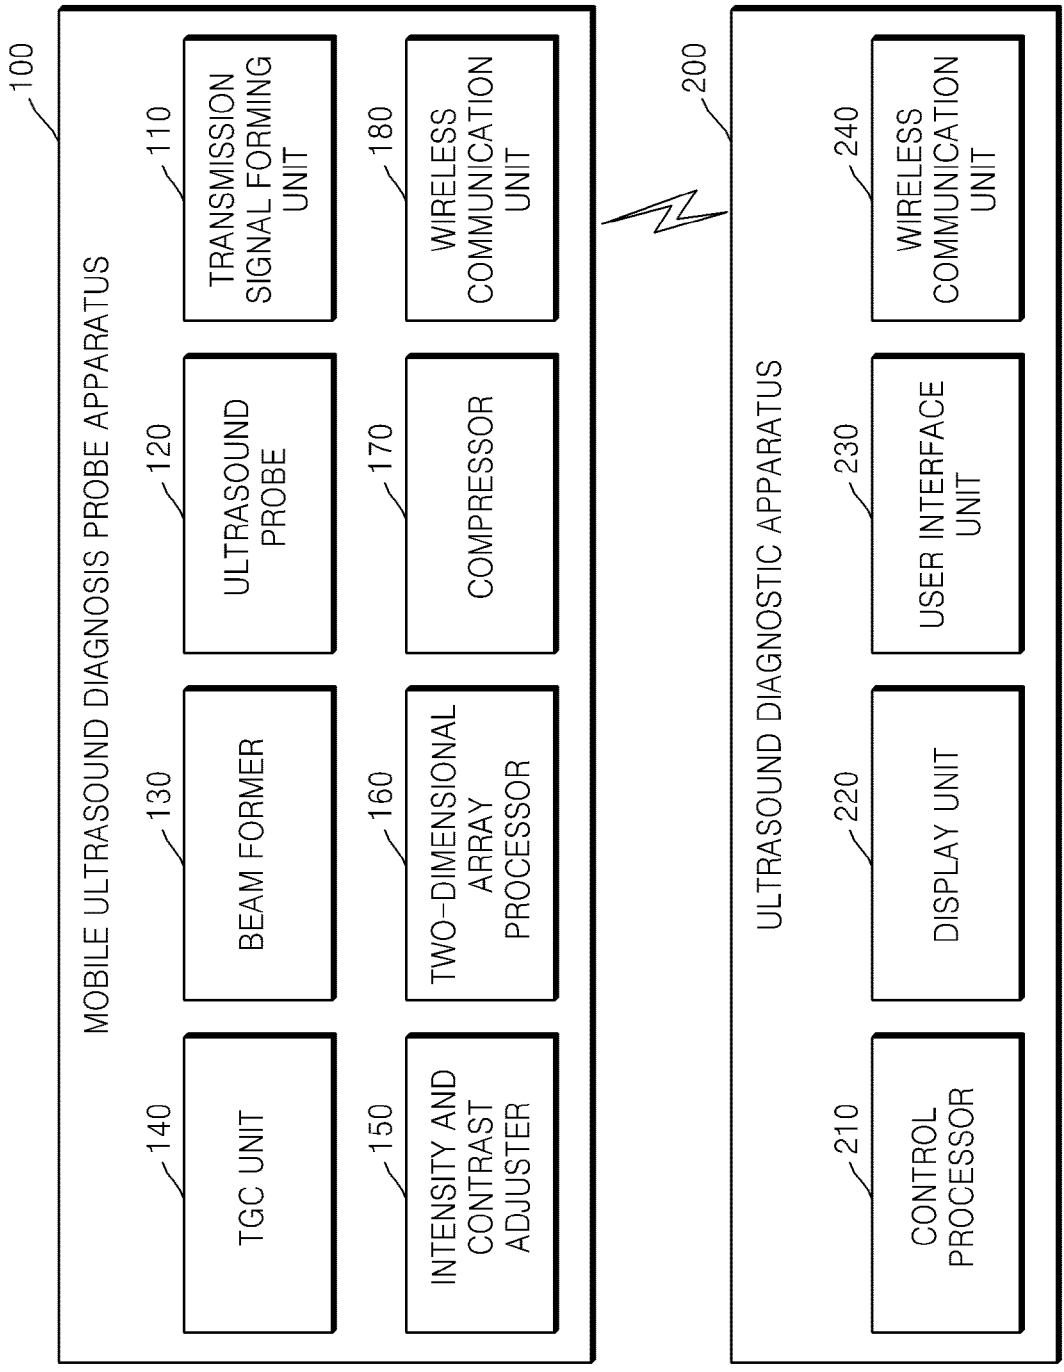 100
MOBILE ULTRASOUND DIAGNOSIS PROBE APPARATUS
140
TGC UNIT
130
BEAM FORMER
120
ULTRASOUND
PROBE
110
TRANSMISSION
SIGNAL FORMING
UNIT
150
INTENSITY AND
CONTRAST
ADJUSTER
160
TWO-DIMENSIONAL
ARRAY
PROCESSOR
170
COMPRESSOR
180
WIRELESS
COMMUNICATION
UNIT
200
ULTRASOUND DIAGNOSTIC APPARATUS
210
CONTROL
PROCESSOR
220
DISPLAY UNIT
230
USER INTERFACE
UNIT
240
WIRELESS
COMMUNICATION
UNIT